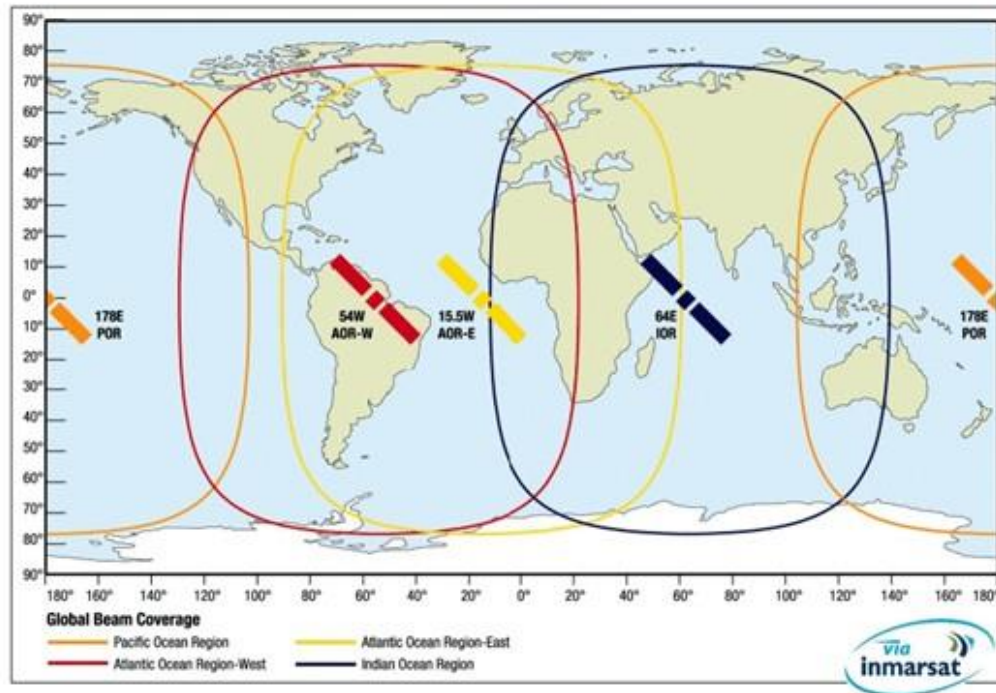 90°
80°
70°
60°
50°
40°
30°
20°
10°
0°
10°
20°
30°
40°
50°
60°
70°
80°
90°
178E
POR
54W
AOR-W
15.5W
AOR-E
64E
IOR
178E
POR
180° 160° 140° 120° 100° 80° 60° 40° 20° 0° 20° 40° 60° 80° 100° 120° 140° 160° 180°
Global Beam Coverage
Pacific Ocean Region
Atlantic Ocean Region-East
Atlantic Ocean Region-West
Indian Ocean Region
via
inmarsat